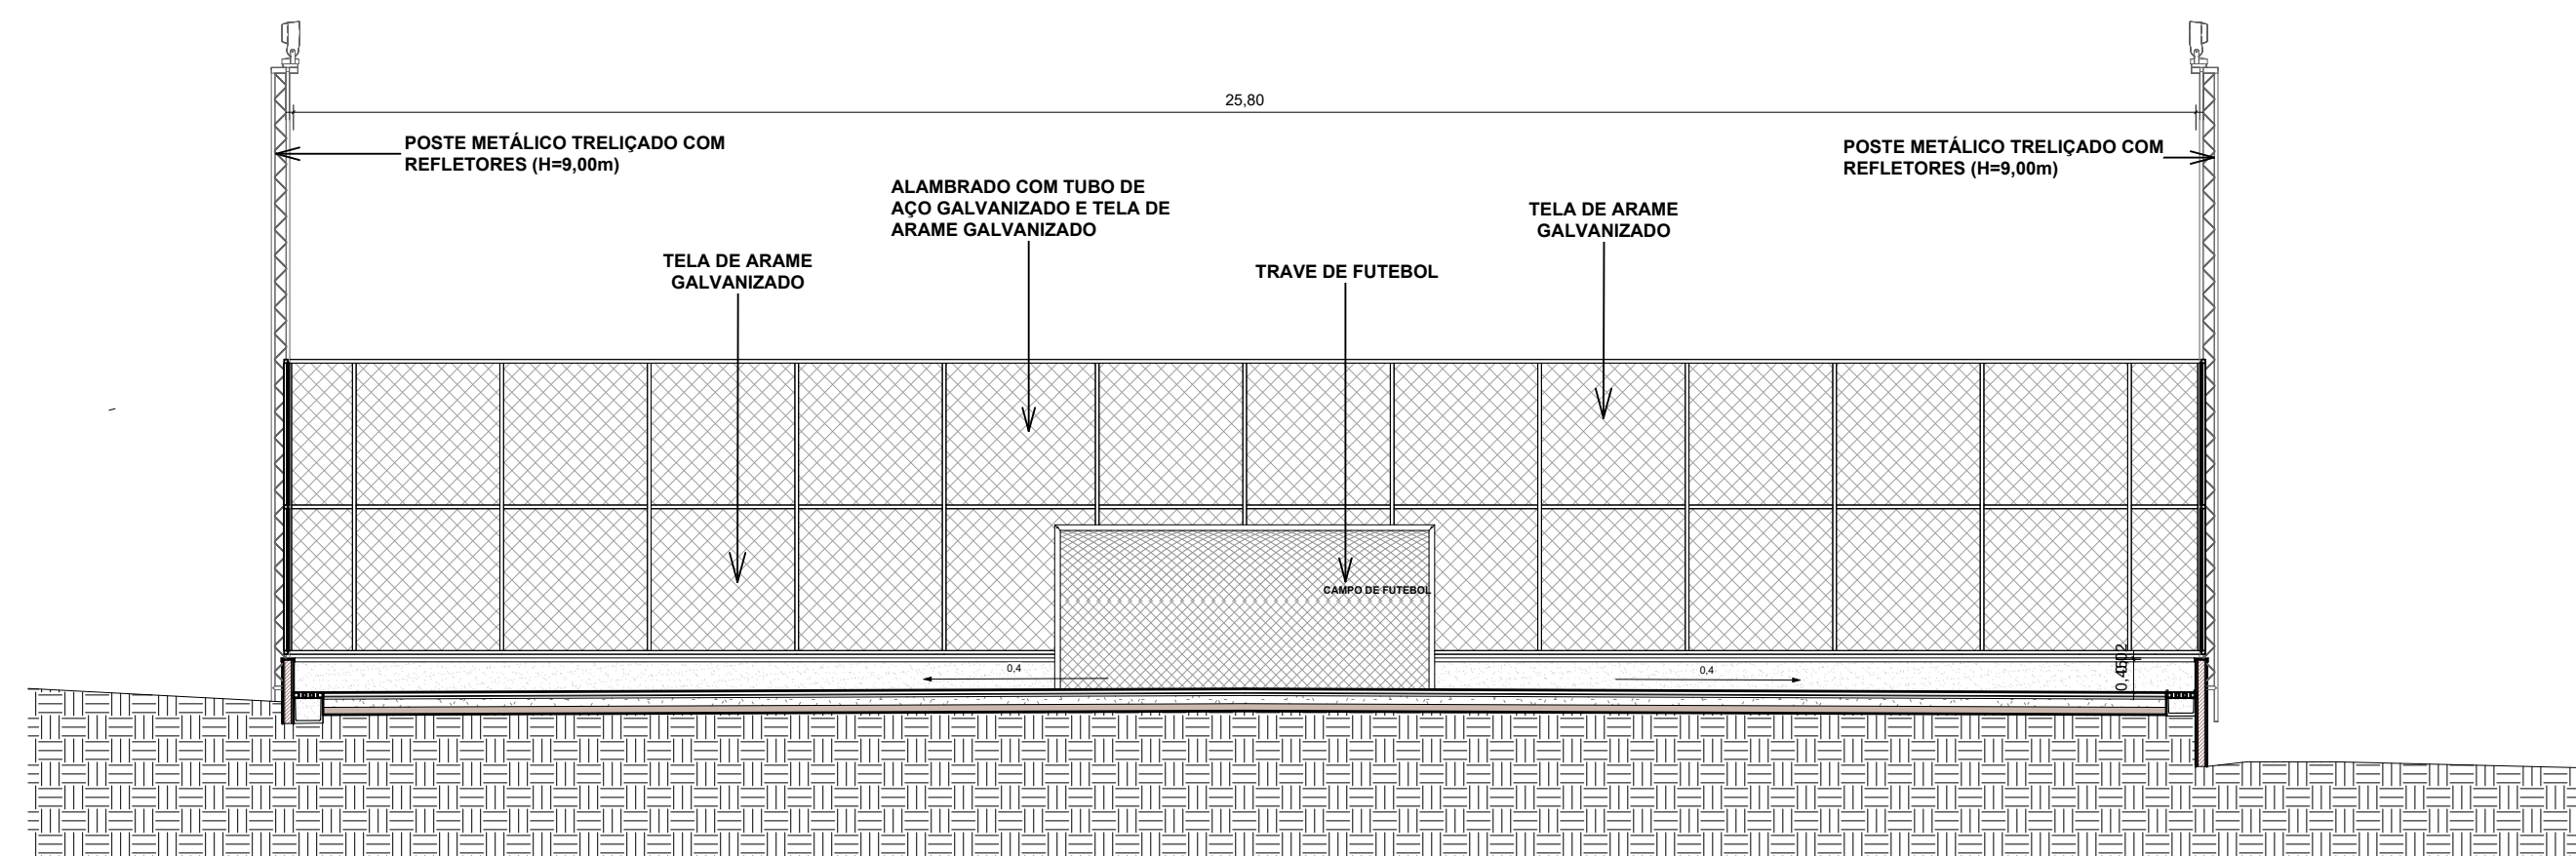 25,80
POSTE METÁLICO TRELIÇADO COM
REFLETORES (H=9,00m)
POSTE METÁLICO TRELIÇADO COM
REFLETORES (H=9,00m)
ALAMBRADO COM TUBO DE
AÇO GALVANIZADO E TELA DE
ARAME GALVANIZADO
TELA DE ARAME
GALVANIZADO
TELA DE ARAME
GALVANIZADO
TRAVE DE FUTEBOL
CAMPO DE FUTEBOL
0,4
0,4